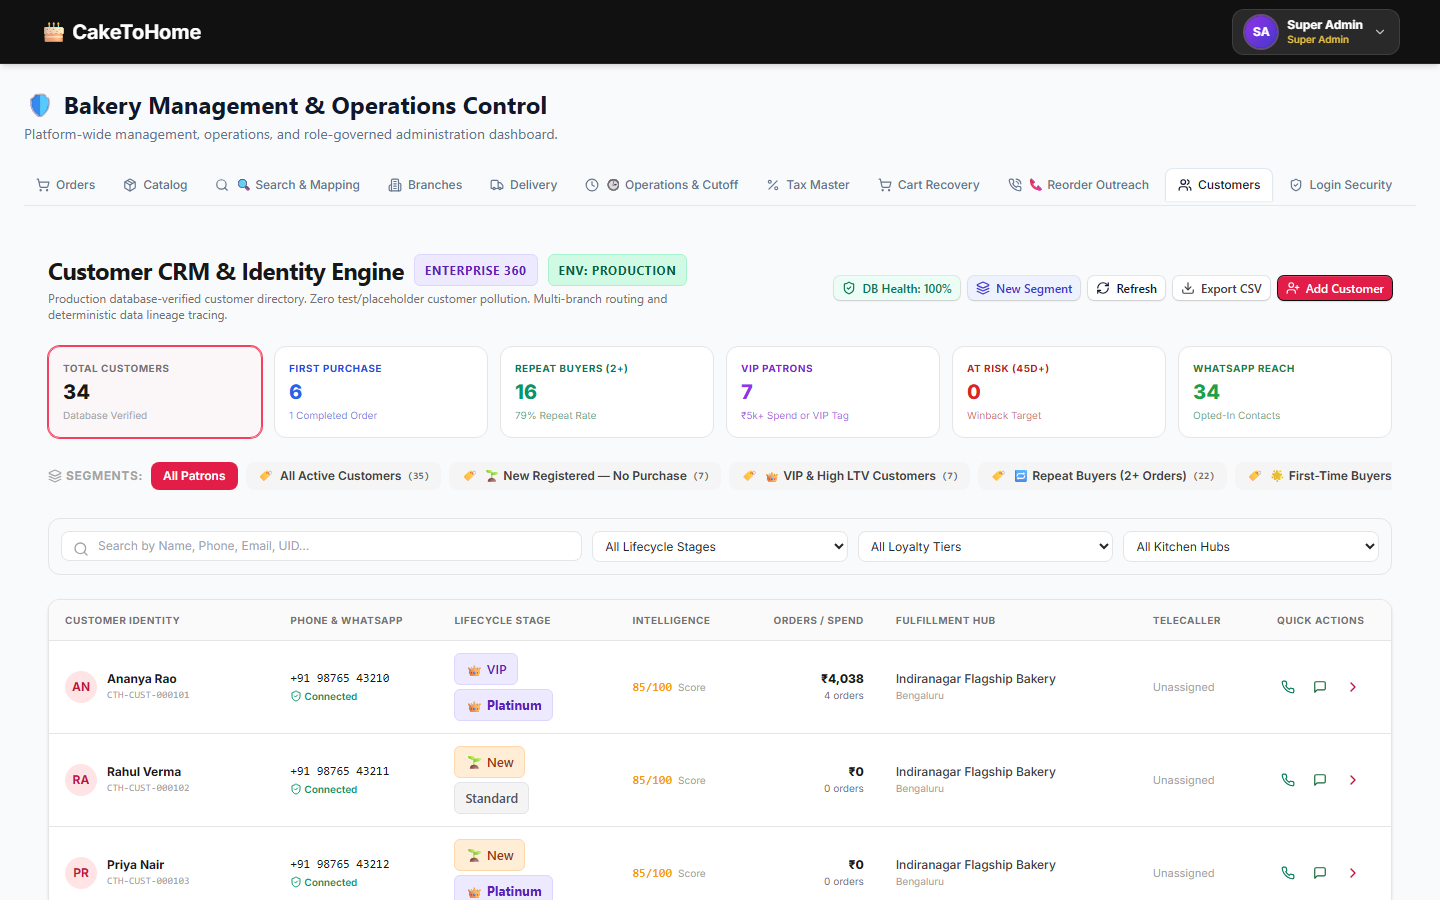 CakeToHome
SA
Super Admin
Super Admin
Bakery Management & Operations Control
Platform-wide management, operations, and role-governed administration dashboard.
Orders
Catalog
Search & Mapping
Branches
Delivery
Operations & Cutoff
Tax Master
Cart Recovery
Reorder Outreach
Customers
Login Security
Customer CRM & Identity Engine
ENTERPRISE 360
ENV: PRODUCTION
Production database-verified customer directory. Zero test/placeholder customer pollution. Multi-branch routing and
deterministic data lineage tracing.
DB Health: 100%
New Segment
Refresh
Export CSV
Add Customer
TOTAL CUSTOMERS
34
Database Verified
FIRST PURCHASE
6
1 Completed Order
REPEAT BUYERS (2+)
16
79% Repeat Rate
VIP PATRONS
7
₹5k+ Spend or VIP Tag
AT RISK (45D+)
0
Winback Target
WHATSAPP REACH
34
Opted-In Contacts
SEGMENTS:
All Patrons
All Active Customers (35)
New Registered — No Purchase (7)
VIP & High LTV Customers (7)
Repeat Buyers (2+ Orders) (22)
First-Time Buyers
Search by Name, Phone, Email, UID...
All Lifecycle Stages
All Loyalty Tiers
All Kitchen Hubs
CUSTOMER IDENTITY
PHONE & WHATSAPP
LIFECYCLE STAGE
INTELLIGENCE
ORDERS / SPEND
FULFILLMENT HUB
TELECALLER
QUICK ACTIONS
AN
Ananya Rao
CTH-CUST-000101
+91 98765 43210
Connected
VIP
Platinum
85/100 Score
₹4,038
4 orders
Indiranagar Flagship Bakery
Bengaluru
Unassigned
RA
Rahul Verma
CTH-CUST-000102
+91 98765 43211
Connected
New
Standard
85/100 Score
₹0
0 orders
Indiranagar Flagship Bakery
Bengaluru
Unassigned
PR
Priya Nair
CTH-CUST-000103
+91 98765 43212
Connected
New
Platinum
85/100 Score
₹0
0 orders
Indiranagar Flagship Bakery
Bengaluru
Unassigned